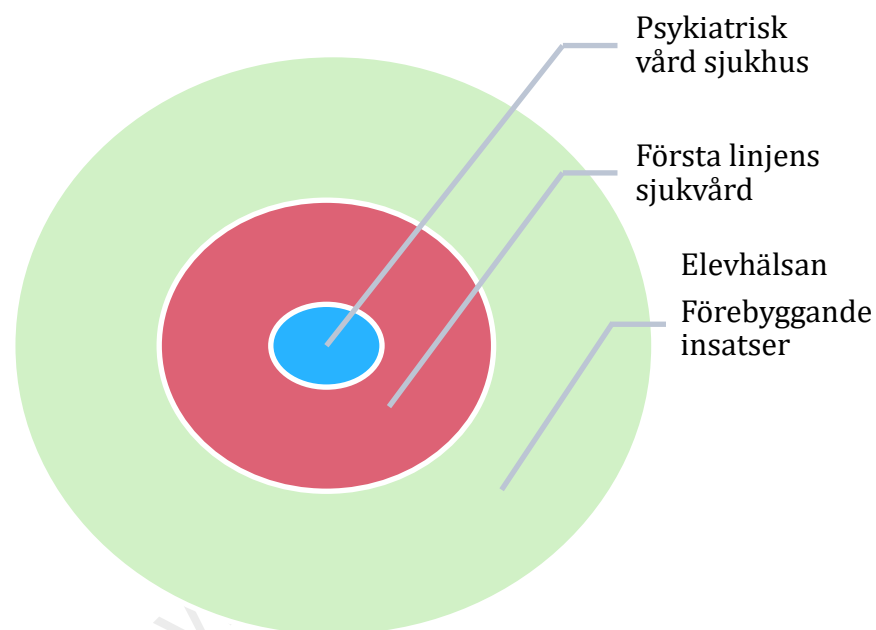 Psykiatrisk
vård sjukhus
Första linjens
sjukvård
Elevhälsan
Förebyggande
insatser